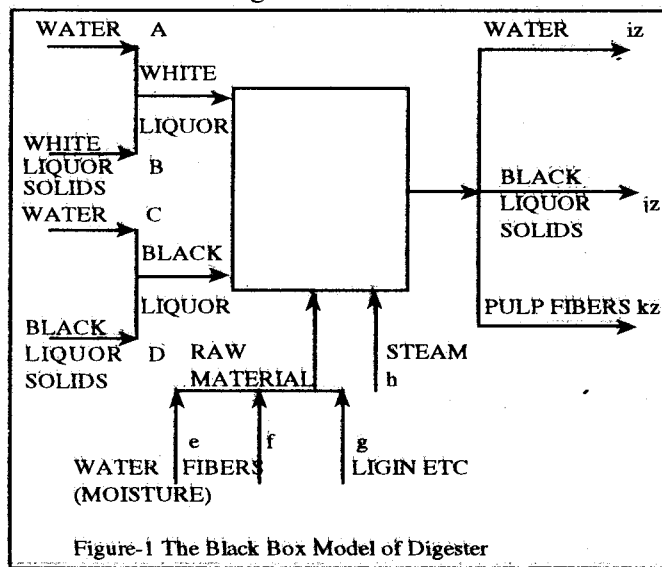 WATER A
WHITE
LIQUOR
WHITE
LIQUOR B
SOLIDS
WATER C
BLACK
LIQUOR
BLACK
LIQUOR D
SOLIDS
RAW
MATERIAL
STEAM
h
e f g
WATER FIBERS LIGIN ETC
(MOISTURE)
WATER iz
BLACK
LIQUOR jz
SOLIDS
PULP FIBERS kz
Figure-1 The Black Box Model of Digester